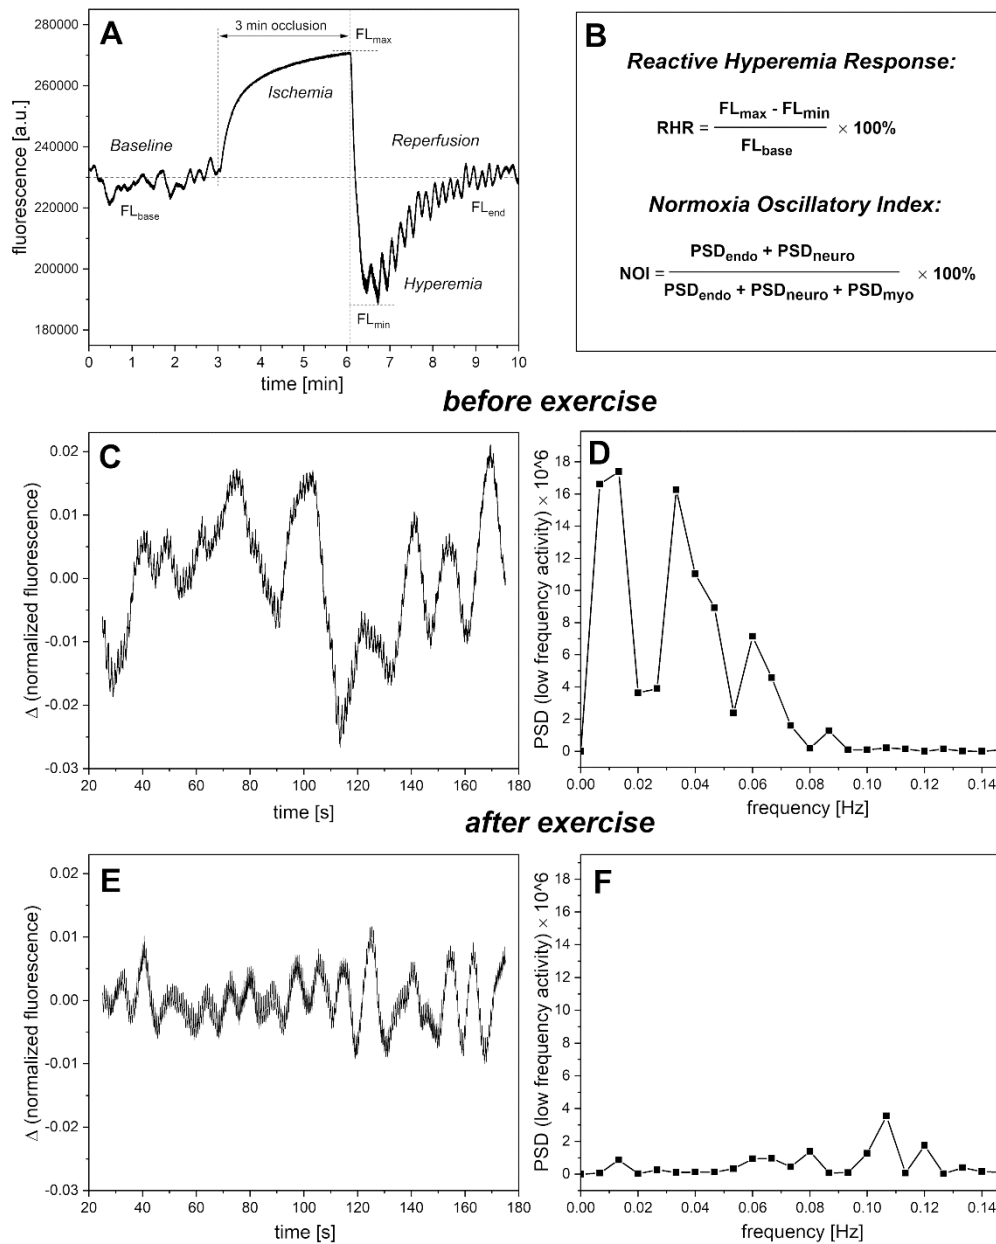 A
3 min occlusion
FLmax
Ischemia
Baseline
Reperfusion
FLbase
FLend
Hyperemia
FLmin
fluorescence [a.u.]
280000
260000
240000
220000
200000
180000
0 1 2 3 4 5 6 7 8 9 10
time [min]
B
Reactive Hyperemia Response:
RHR = FLmax - FLmin / FLbase × 100%
Normoxia Oscillatory Index:
NOI = PSDendo + PSDneuro / PSDendo + PSDneuro + PSDmyo × 100%
before exercise
C
Δ (normalized fluorescence)
0.02
0.01
0.00
-0.01
-0.02
-0.03
20 40 60 80 100 120 140 160 180
time [s]
D
PSD (low frequency activity) × 10^6
18
16
14
12
10
8
6
4
2
0
0.00 0.02 0.04 0.06 0.08 0.10 0.12 0.14
frequency [Hz]
after exercise
E
Δ (normalized fluorescence)
0.02
0.01
0.00
-0.01
-0.02
-0.03
20 40 60 80 100 120 140 160 180
time [s]
F
PSD (low frequency activity) × 10^6
18
16
14
12
10
8
6
4
2
0
0.00 0.02 0.04 0.06 0.08 0.10 0.12 0.14
frequency [Hz]